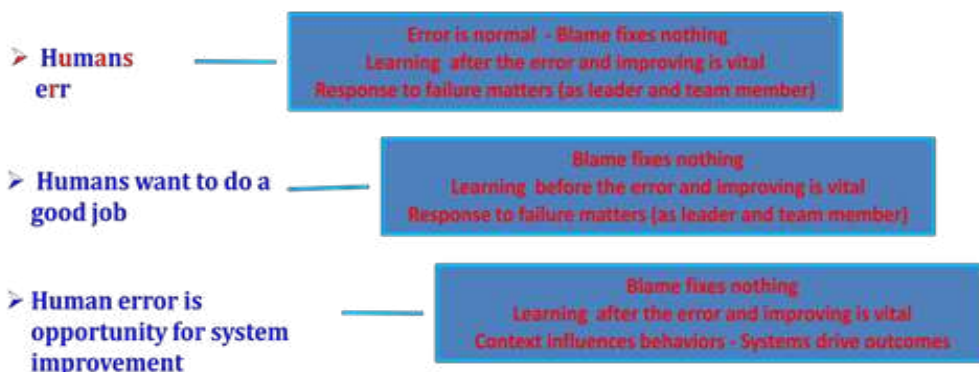 ➢ Humans
err
Error is normal - Blame fixes nothing
Learning after the error and improving is vital
Response to failure matters (as leader and team member)
➢ Humans want to do a
good job
Blame fixes nothing
Learning before the error and improving is vital
Response to failure matters (as leader and team member)
➢ Human error is
opportunity for system
improvement
Blame fixes nothing
Learning after the error and improving is vital
Context influences behaviors - Systems drive outcomes